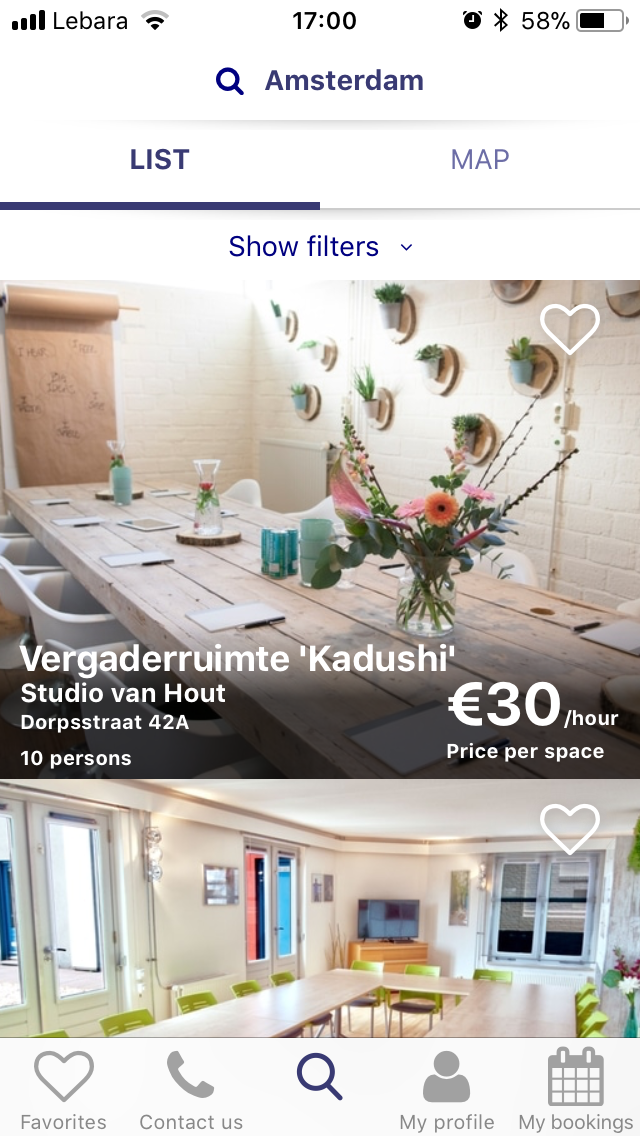 Lebara 17:00 58%
Amsterdam
LIST MAP
Show filters
Vergaderruimte 'Kadushi'
Studio van Hout
Dorpsstraat 42A
10 persons
€30/hour
Price per space
Favorites Contact us My profile My bookings